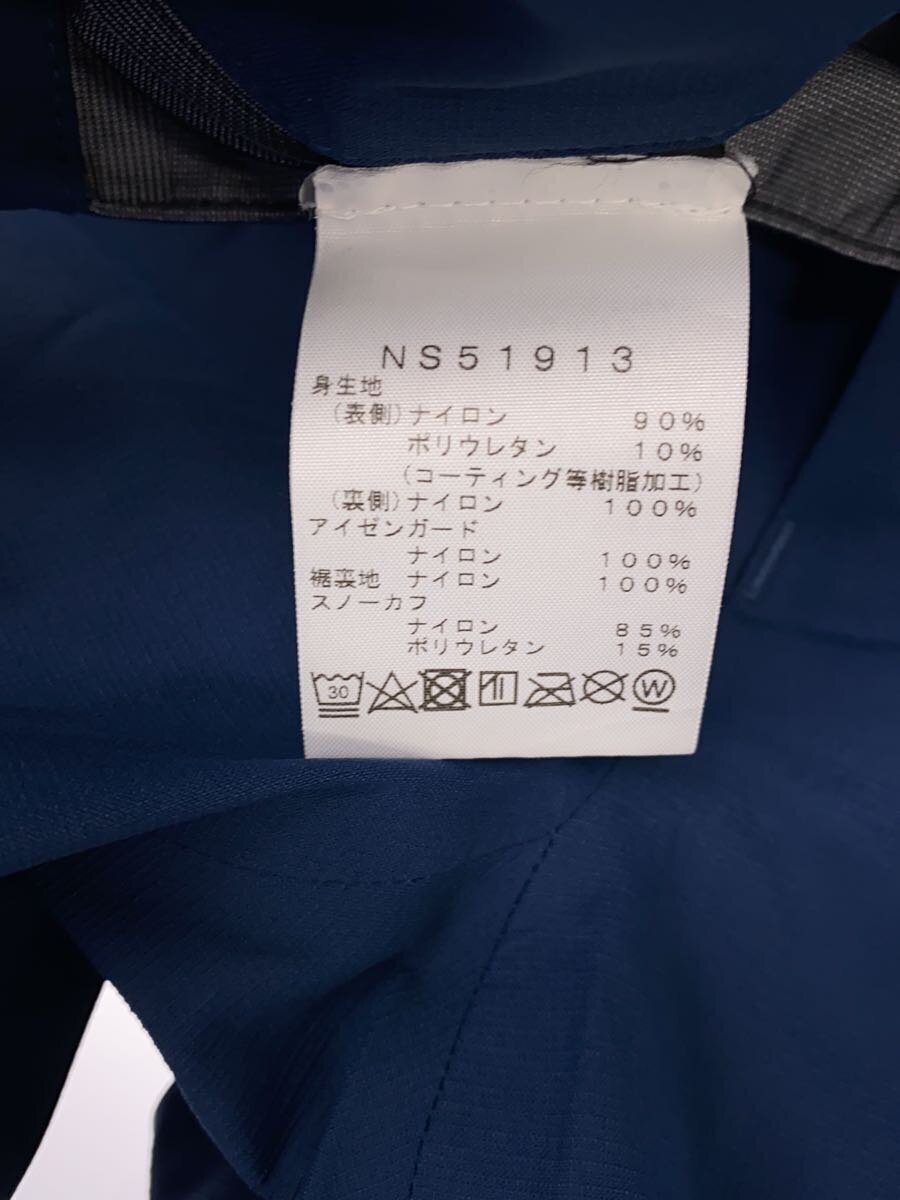 NS51913
身生地
(表側)ナイロン 90%
ポリウレタン 10%
(コーティング等樹脂加工)
(裏側)ナイロン 100%
アイゼンガード
ナイロン 100%
裾裏地 ナイロン 100%
スノーカフ
ナイロン 85%
ポリウレタン 15%
30 W